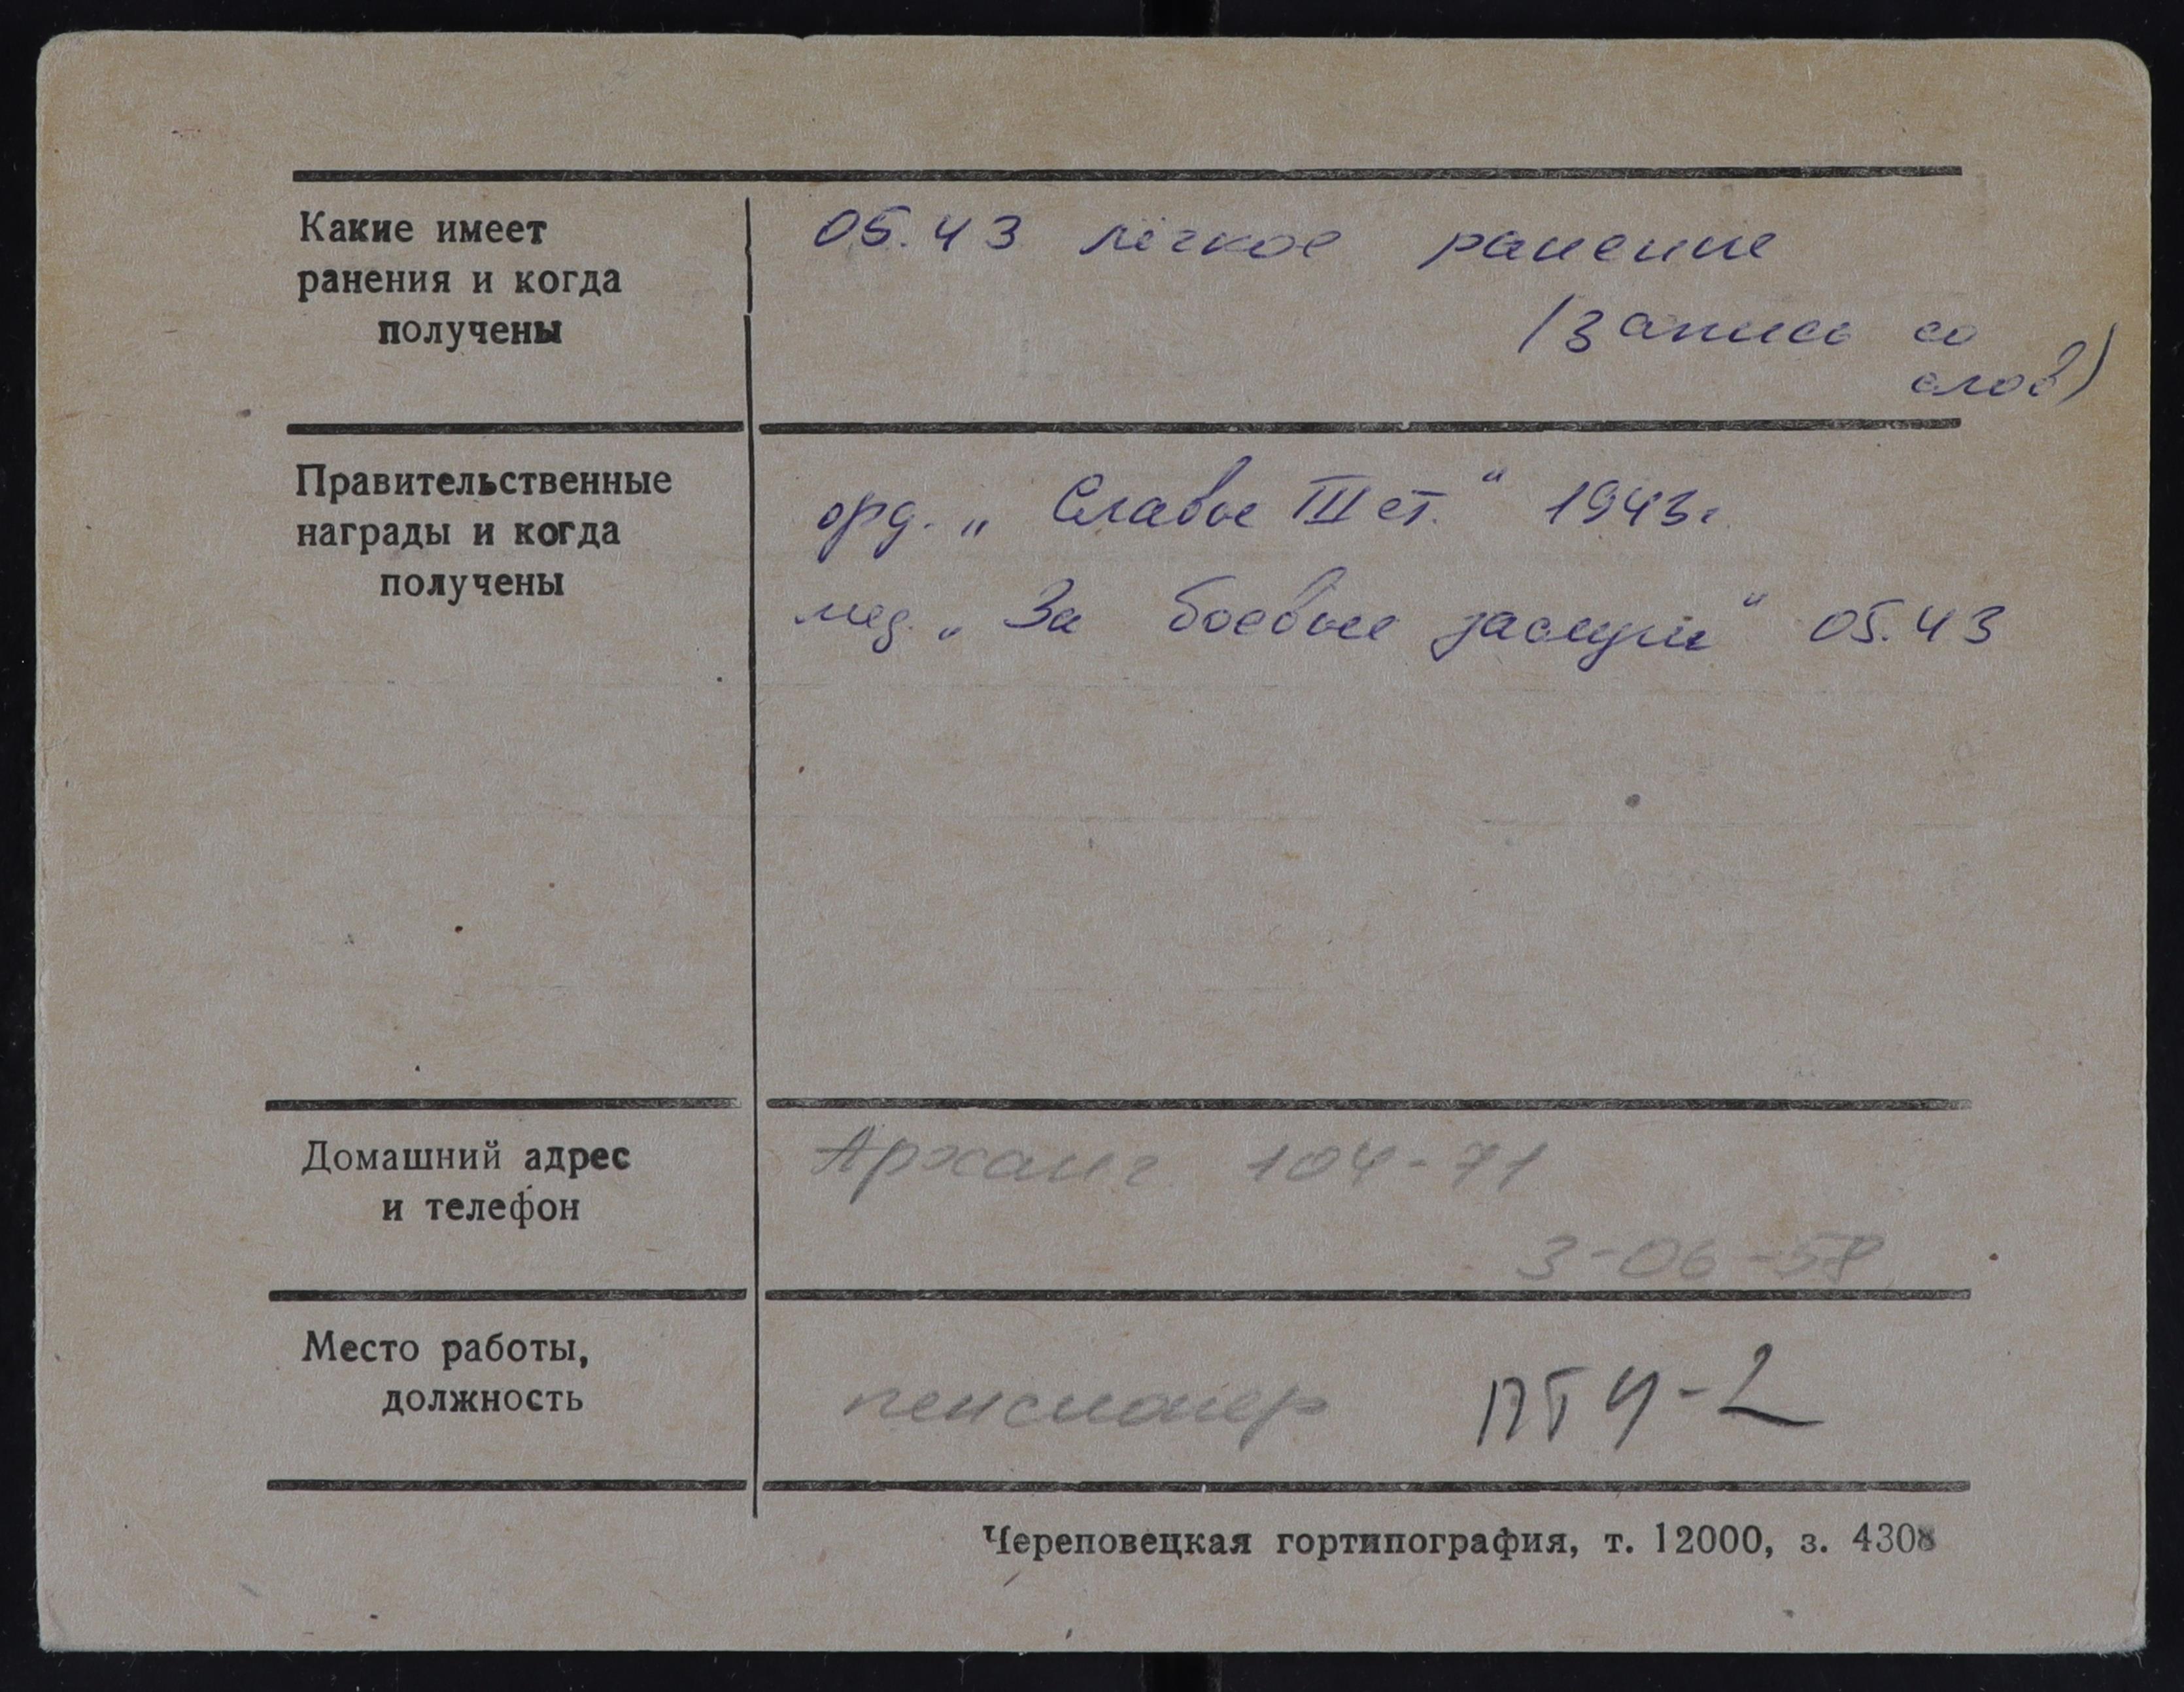 Какие имеет
ранения и когда
получены
05.43 лёгкое ранение
(запись со
слов)
Правительственные
награды и когда
получены
орд. „Славы III ст." 1943г
мед. „За боевые заслуги" 05.43
Домашний адрес
и телефон
Арханг. 104-71
3-06-58
Место работы,
должность
пенсионер ПТУ-2
Череповецкая гортипография, т. 12000, з. 4308